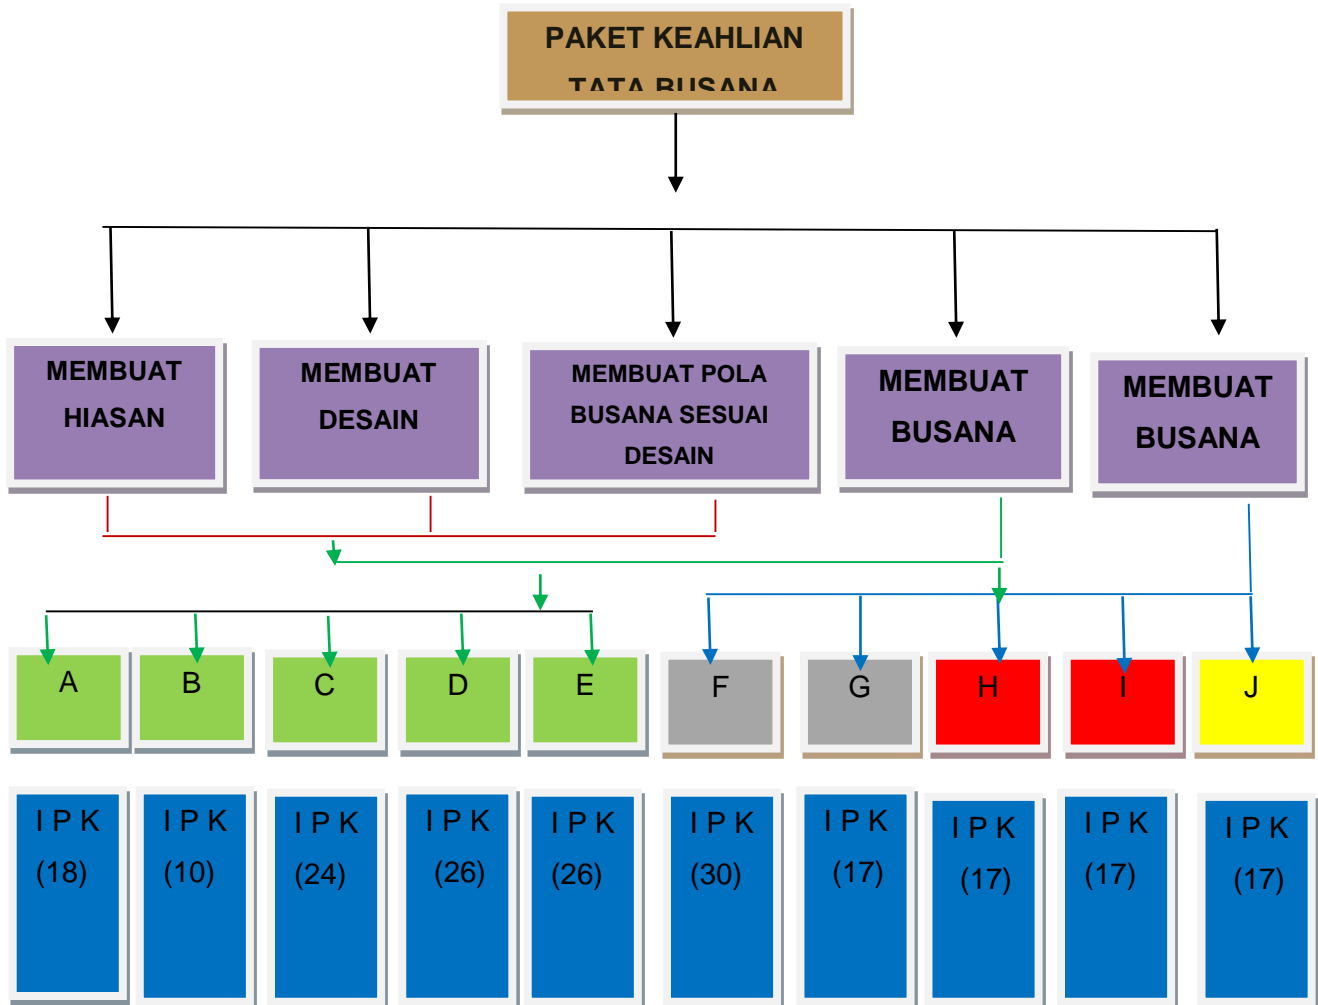 PAKET KEAHLIAN
TATA BUSANA
MEMBUAT
HIASAN
MEMBUAT
DESAIN
MEMBUAT POLA
BUSANA SESUAI
DESAIN
MEMBUAT
BUSANA
MEMBUAT
BUSANA
A
B
C
D
E
F
G
H
I
J
I P K
(18)
I P K
(10)
I P K
(24)
I P K
(26)
I P K
(26)
I P K
(30)
I P K
(17)
I P K
(17)
I P K
(17)
I P K
(17)